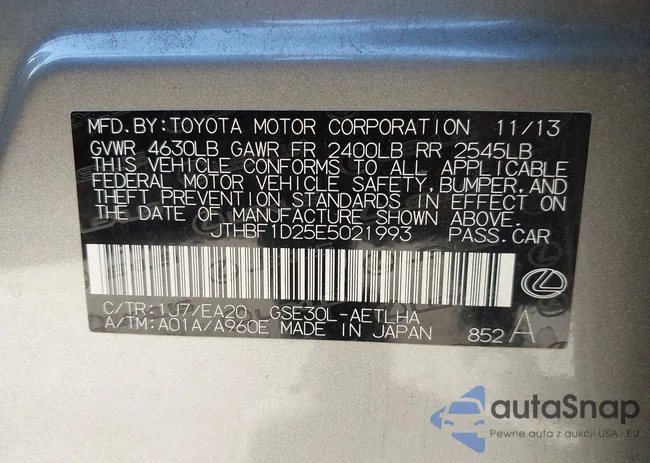 MFD.BY:TOYOTA MOTOR CORPORATION 11/13
GVWR 4630LB GAWR FR 2400LB RR 2545LB
THIS VEHICLE CONFORMS TO ALL APPLICABLE
FEDERAL MOTOR VEHICLE SAFETY, BUMPER, AND
THEFT PREVENTION STANDARDS IN EFFECT ON
THE DATE OF MANUFACTURE SHOWN ABOVE.
JTHBF1D25E5021993 PASS.CAR
C/TR:1J7/EA20 GSE30L-AETLHA
A/TM:A01A/A960E MADE IN JAPAN 852 A
autaSnap
Pewne auta z aukcji USA · EU